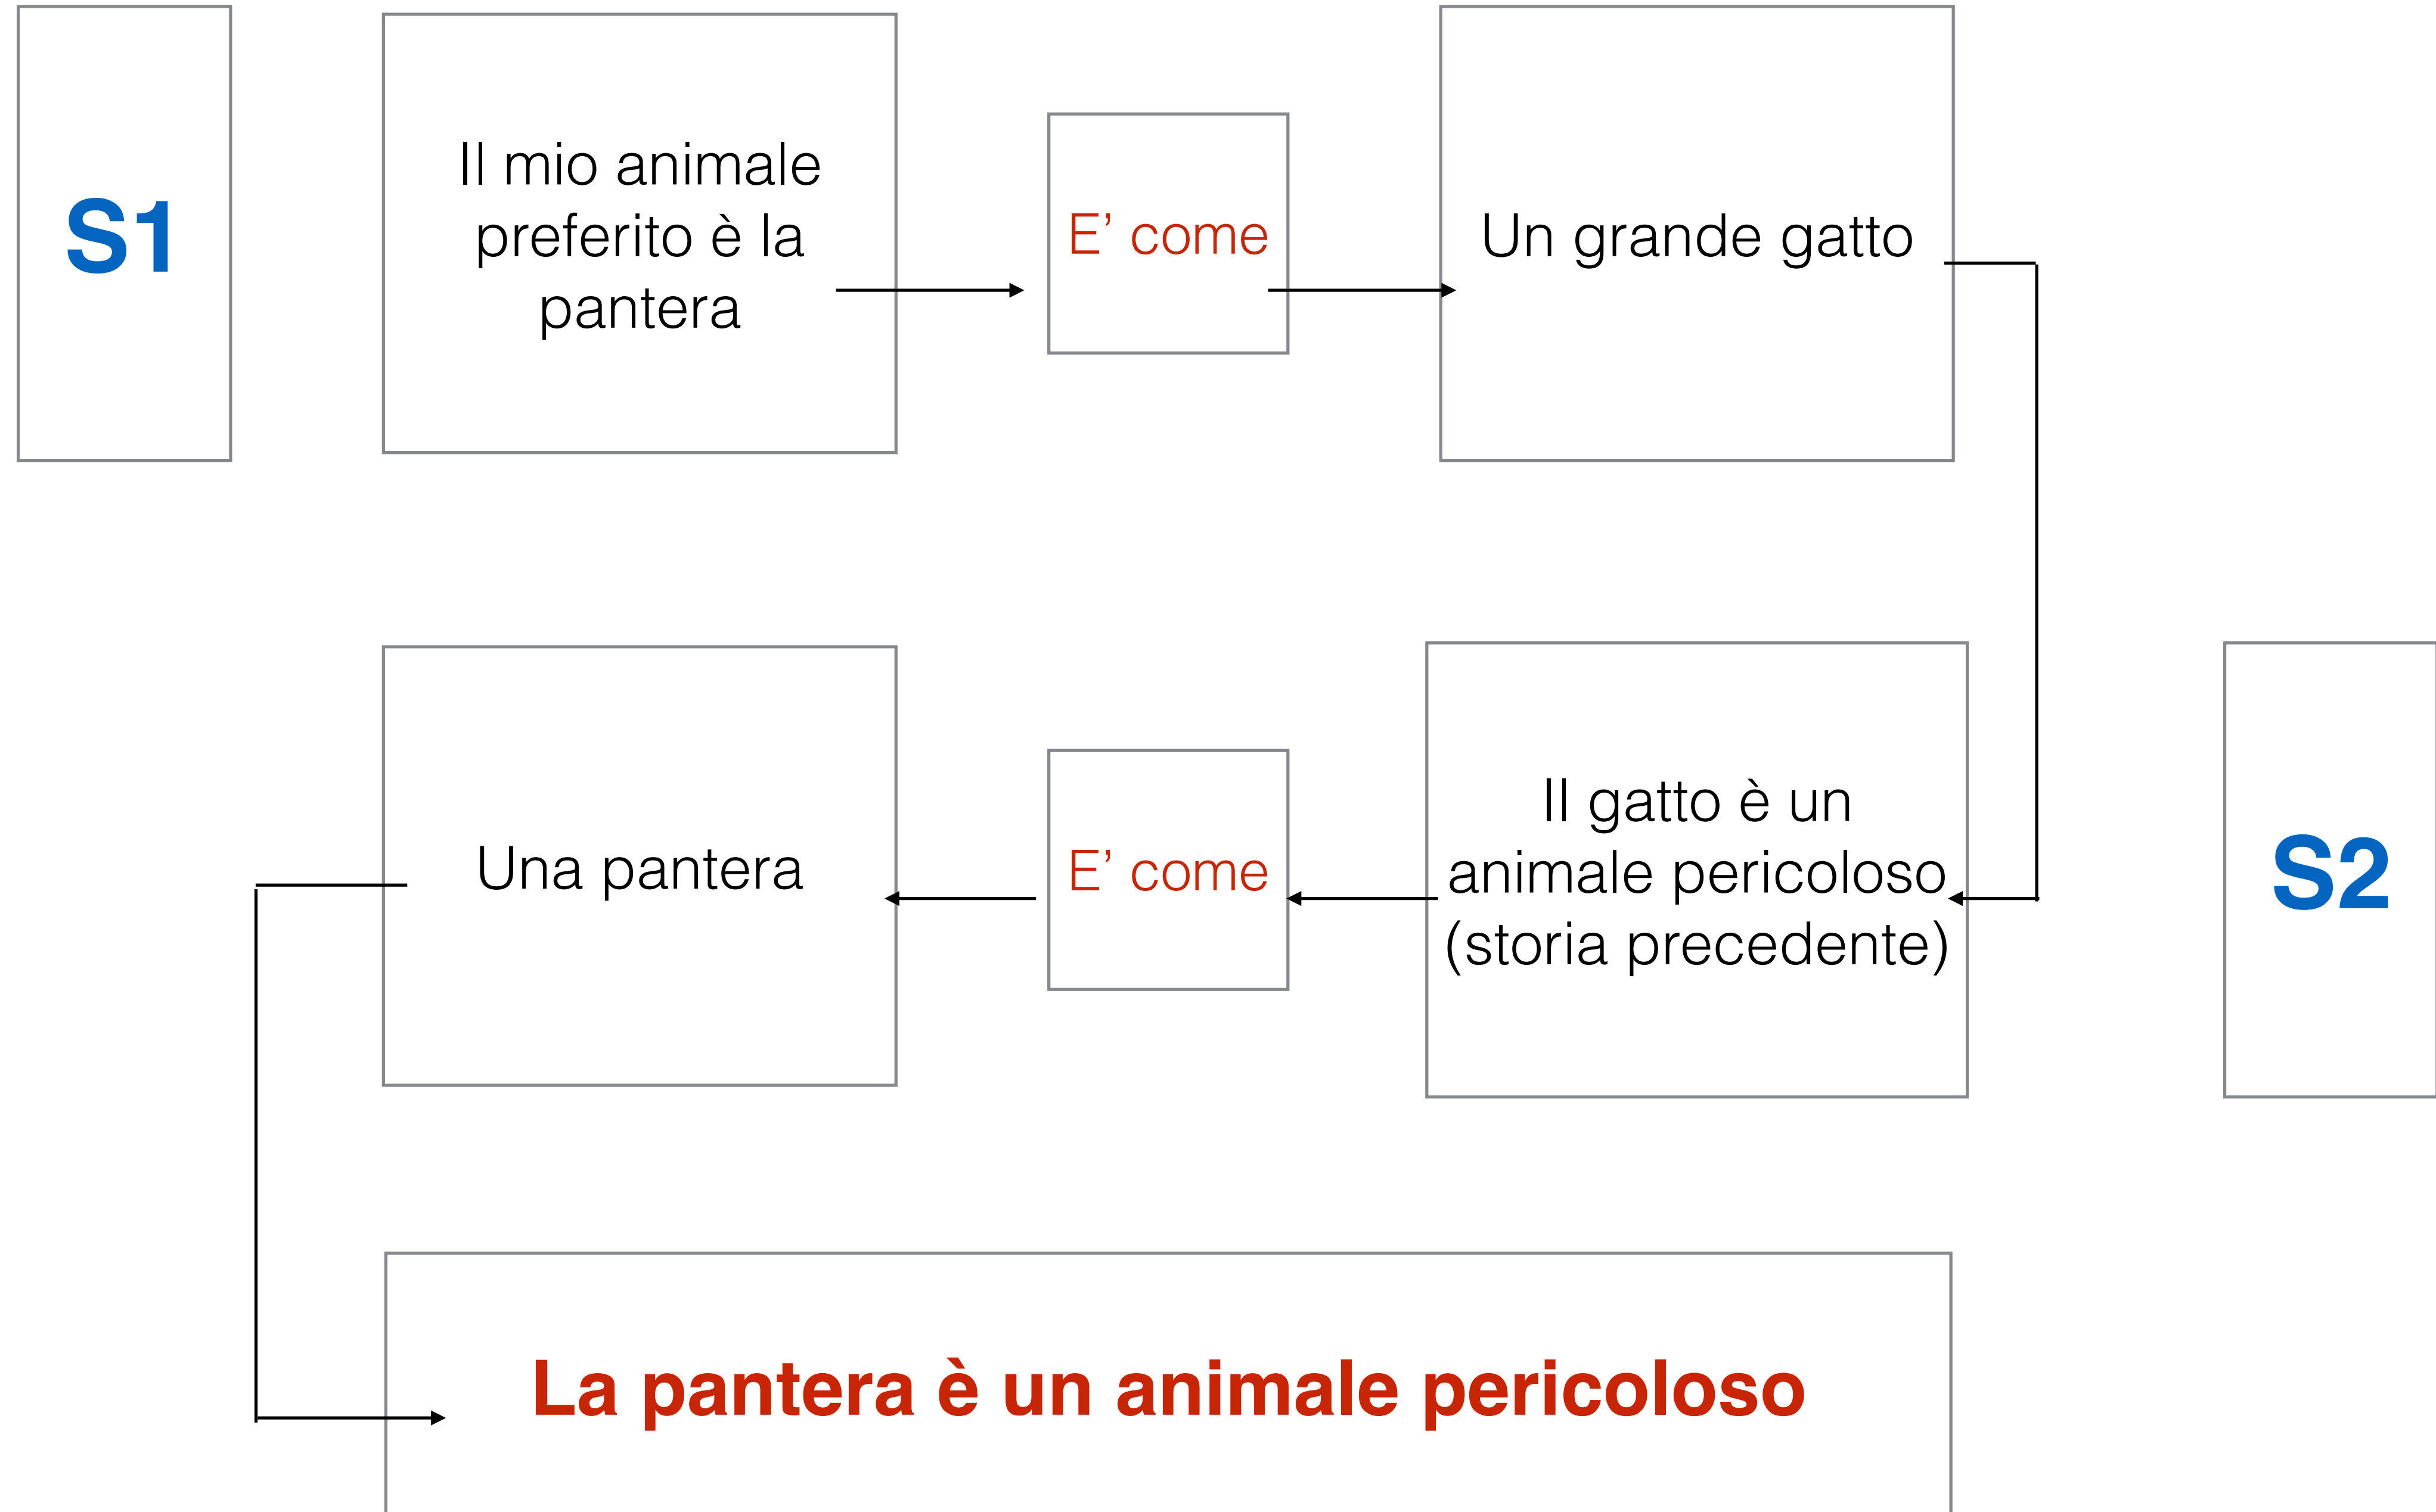 S1
Il mio animale
preferito è la
pantera
E’ come
Un grande gatto
Una pantera
E’ come
Il gatto è un
animale pericoloso
(storia precedente)
S2
La pantera è un animale pericoloso